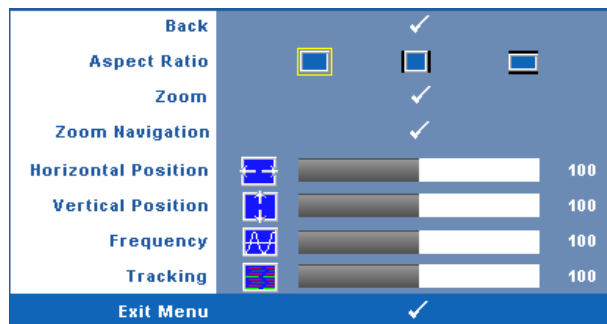 Back
Aspect Ratio
Zoom
Zoom Navigation
Horizontal Position 100
Vertical Position 100
Frequency 100
Tracking 100
Exit Menu